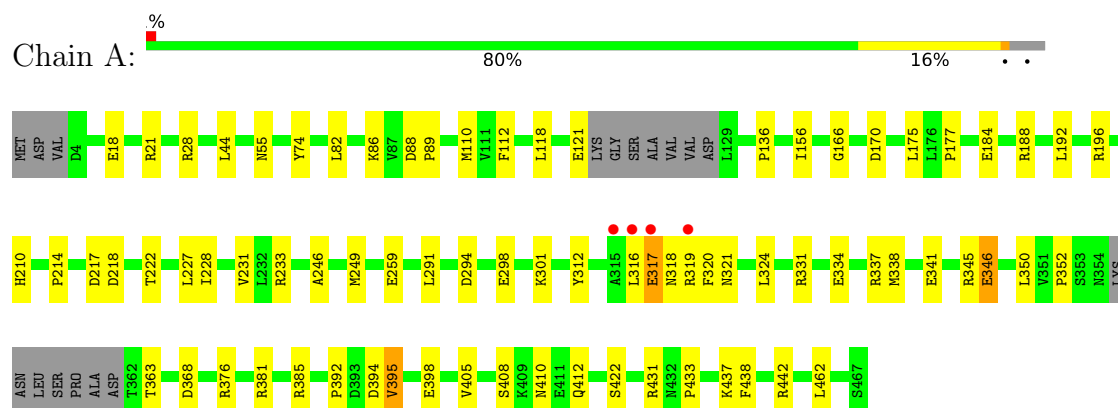 .%
Chain A:
80% 16% • •
MET ASP VAL D4 E18 R21 R28 L44 N55 Y74 L82 K86 V87 D88 P89 M110 V111 F112 L118 E121 LYS GLY SER ALA VAL VAL ASP L129 P136 I156 G166 D170 L175 L176 P177 E184 R188 L192 R196
H210 P214 D217 D218 T222 L227 I228 V231 L232 R233 A246 M249 E259 L291 D294 E298 K301 Y312 A315 L316 E317 N318 R319 F320 N321 L324 R331 E334 R337 M338 E341 R345 E346 L350 V351 P352 S353 N354 LYS
ASN LEU SER PRO ALA ASP T362 T363 D368 R376 R381 R385 P392 D393 D394 V395 E398 V405 S408 K409 N410 E411 Q412 S422 R431 N432 P433 K437 F438 R442 L462 S467